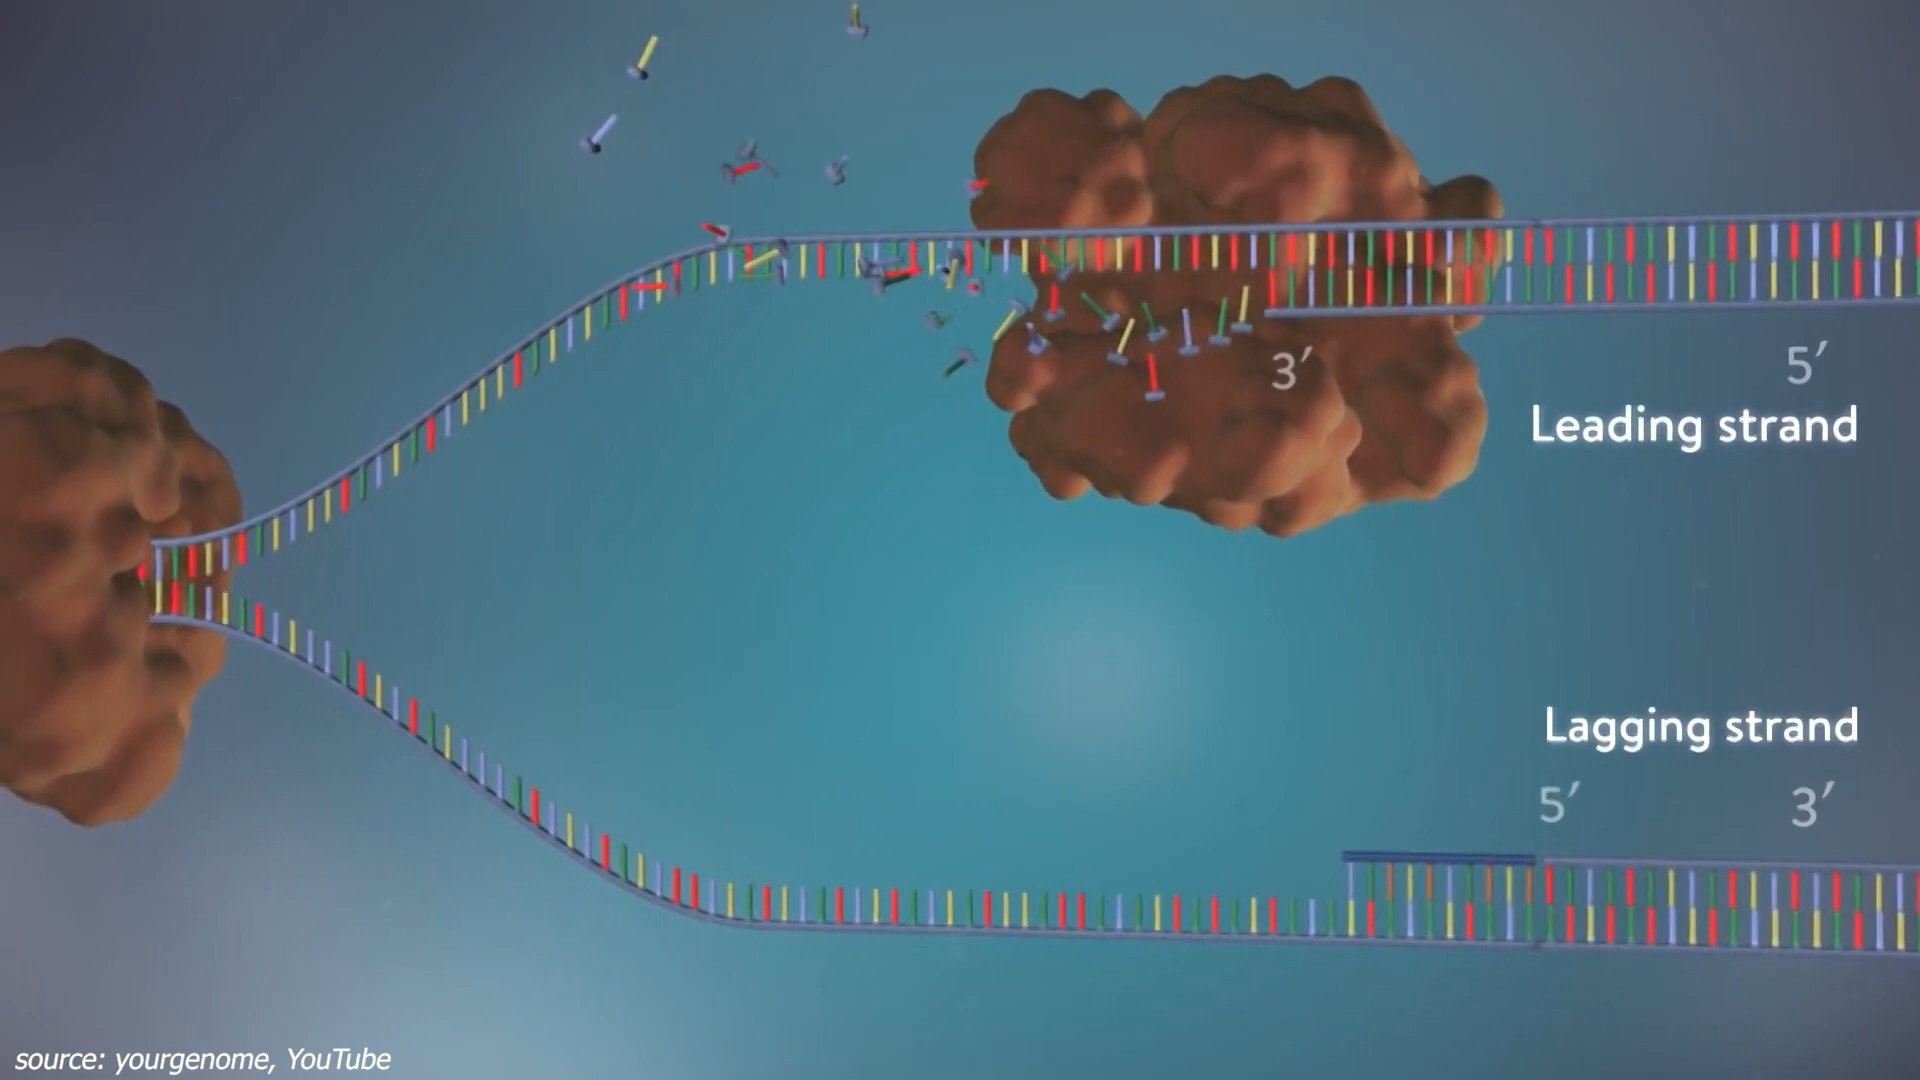 3′
5′
Leading strand
Lagging strand
5′
3′
source: yourgenome, YouTube